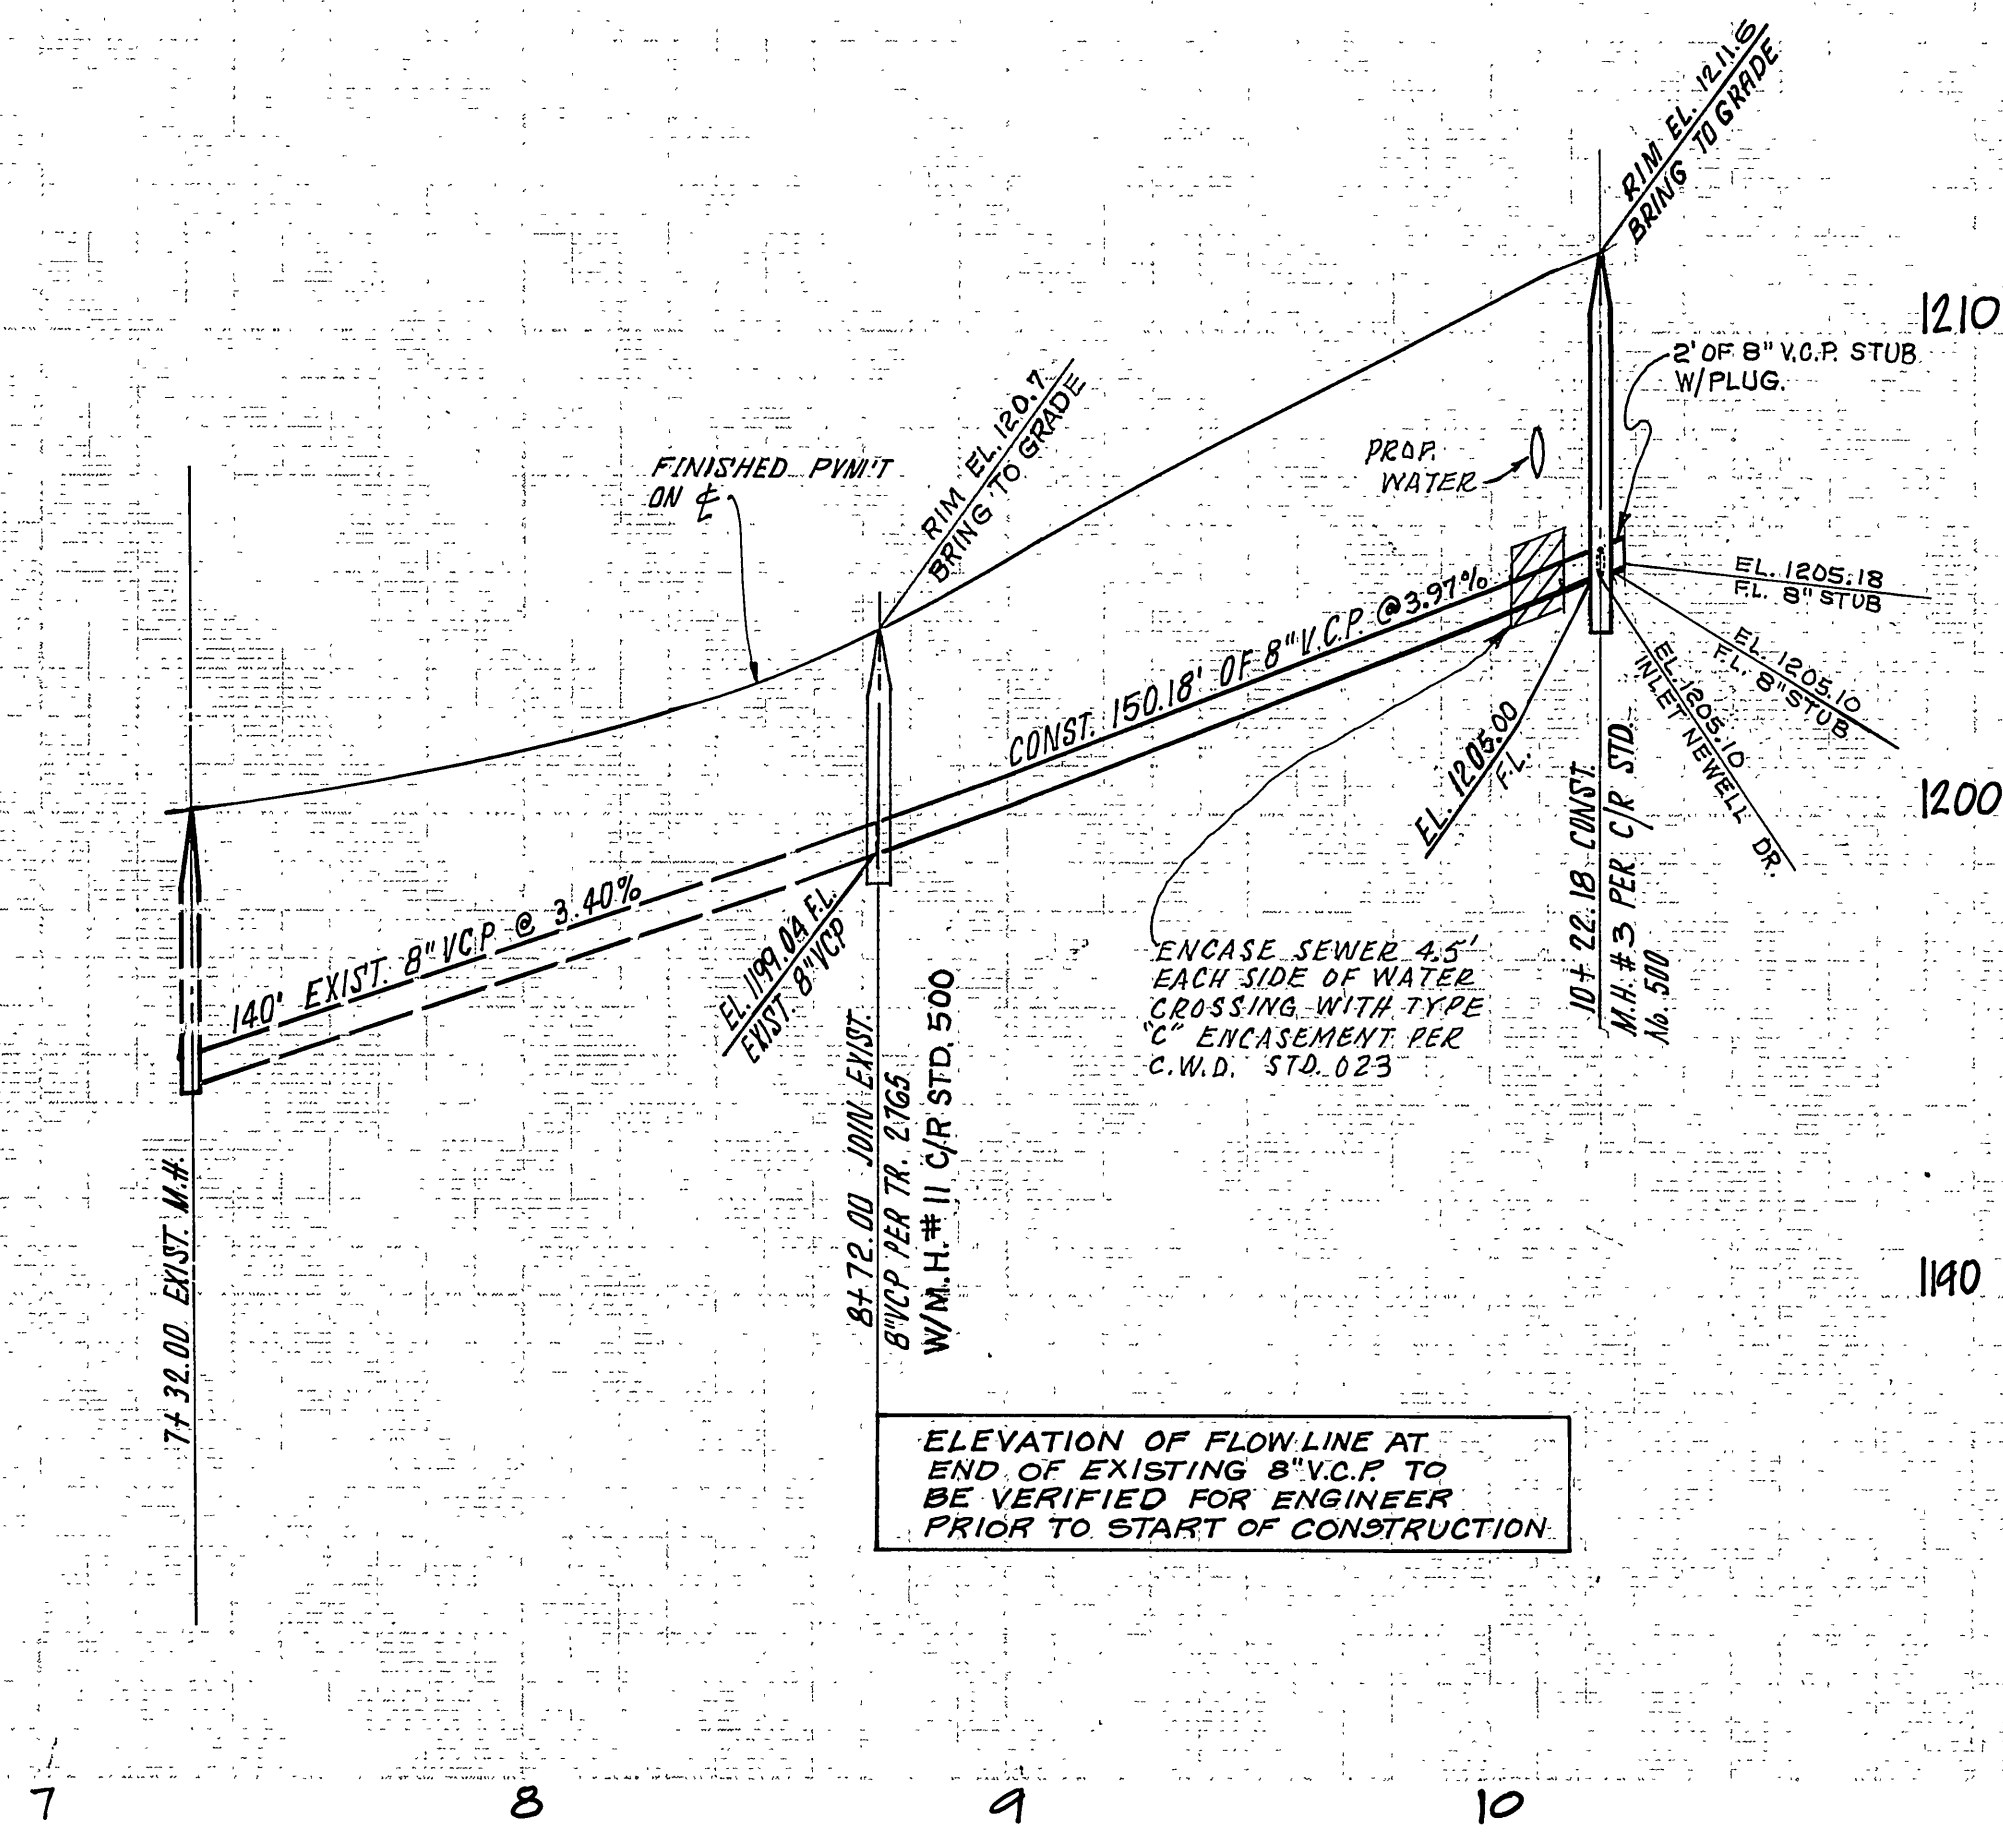 RIM EL. 1211.6
BRING TO GRADE
1210
2' OF 8" V.C.P. STUB
W/PLUG.
RIM EL. 120.7
BRING TO GRADE
FINISHED PVM'T
ON ℄
PROP.
WATER
EL. 1205.18
F.L. 8" STUB
EL. 1205.10
F.L. 8" STUB
EL. 1205.10
INLET NEWELL DR.
CONST. 150.18' OF 8" V.C.P. @ 3.97%
EL. 1205.00
F.L.
1200
140' EXIST. 8" VCP @ 3.40%
EL. 1199.04 F.L.
EXIST. 8" VCP
10+22.18 CONST.
M.H. #3 PER C/R STD.
No. 500
ENCASE SEWER 4.5'
EACH SIDE OF WATER
CROSSING WITH TYPE
"C" ENCASEMENT PER
C.W.D. STD. 023
8+72.00 JOIN EXIST.
8" VCP PER TR. 2765
W/M.H. #11 C/R STD. 500
7+32.00 EXIST. M.H.
1190
ELEVATION OF FLOW LINE AT
END OF EXISTING 8" V.C.P. TO
BE VERIFIED FOR ENGINEER
PRIOR TO START OF CONSTRUCTION
7 8 9 10